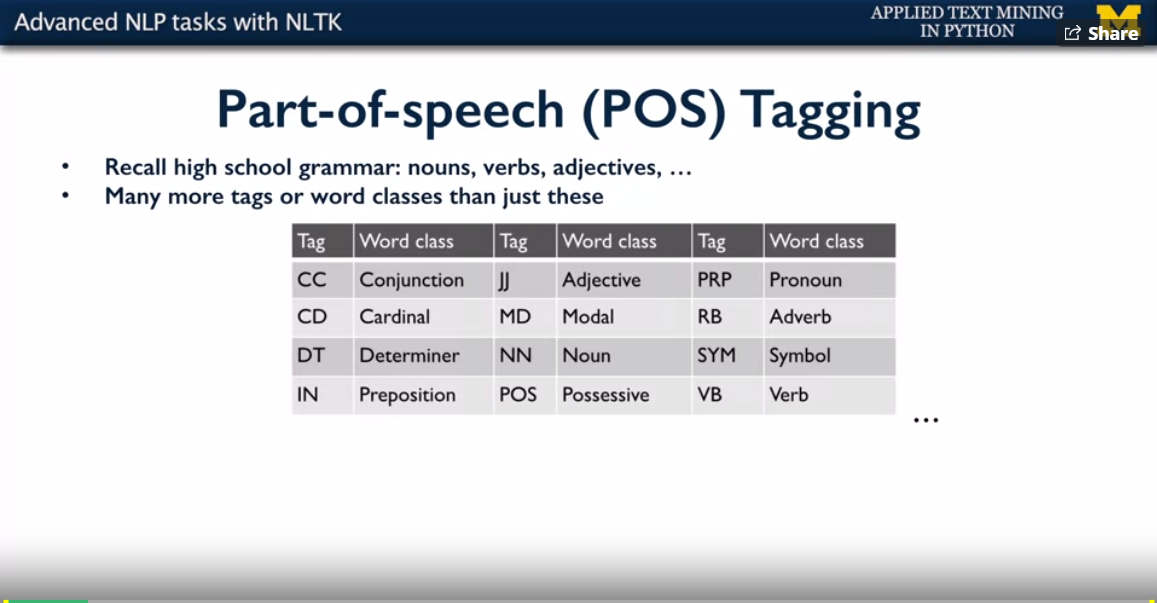 Advanced NLP tasks with NLTK
APPLIED TEXT MINING
IN PYTHON
Share
Part-of-speech (POS) Tagging
• Recall high school grammar: nouns, verbs, adjectives, …
• Many more tags or word classes than just these
Tag Word class Tag Word class Tag Word class
CC Conjunction JJ Adjective PRP Pronoun
CD Cardinal MD Modal RB Adverb
DT Determiner NN Noun SYM Symbol
IN Preposition POS Possessive VB Verb
…